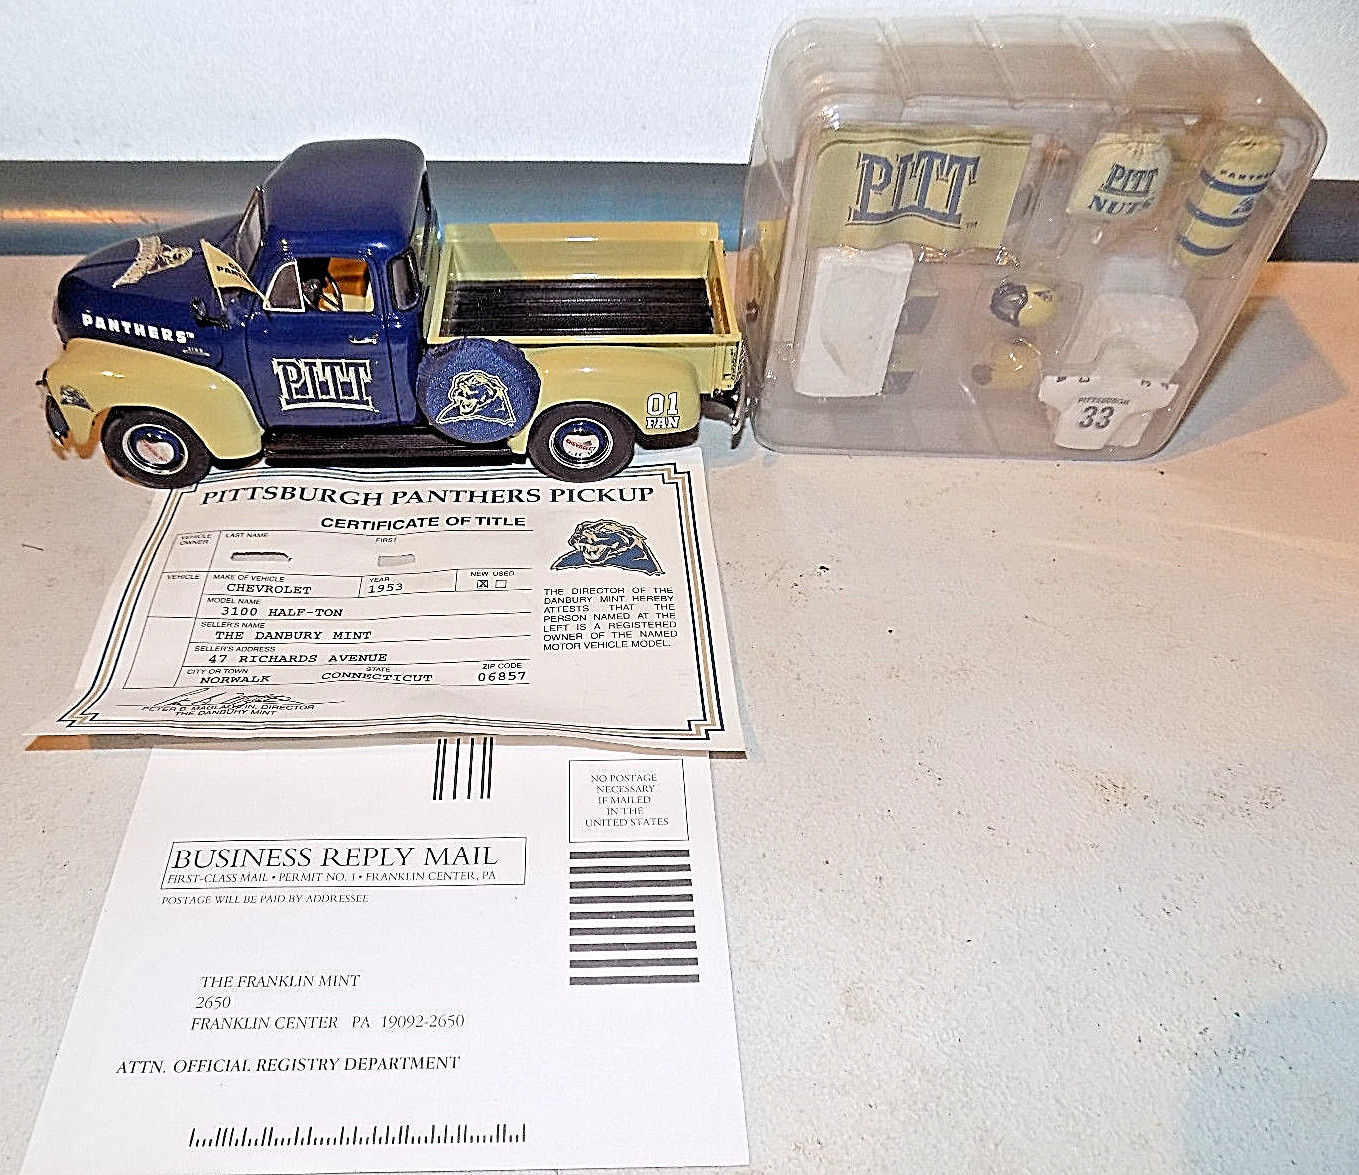 PANTHERS™
PITT
01
FAN
PITT
PITT
NUTS
PANTHERS
PITTSBURGH
33
PITTSBURGH PANTHERS PICKUP
CERTIFICATE OF TITLE
VEHICLE OWNER
LAST NAME
FIRST
VEHICLE
MAKE OF VEHICLE
CHEVROLET
YEAR
1953
NEW USED
X
MODEL NAME
3100 HALF-TON
SELLER'S NAME
THE DANBURY MINT
SELLER'S ADDRESS
47 RICHARDS AVENUE
CITY OR TOWN
NORWALK
STATE
CONNECTICUT
ZIP CODE
06857
DIRECTOR
THE DANBURY MINT
THE DIRECTOR OF THE
DANBURY MINT HEREBY
ATTESTS THAT THE
PERSON NAMED AT THE
LEFT IS A REGISTERED
OWNER OF THE NAMED
MOTOR VEHICLE MODEL.
NO POSTAGE
NECESSARY
IF MAILED
IN THE
UNITED STATES
BUSINESS REPLY MAIL
FIRST-CLASS MAIL • PERMIT NO. 1 • FRANKLIN CENTER, PA
POSTAGE WILL BE PAID BY ADDRESSEE
THE FRANKLIN MINT
2650
FRANKLIN CENTER PA 19092-2650
ATTN. OFFICIAL REGISTRY DEPARTMENT